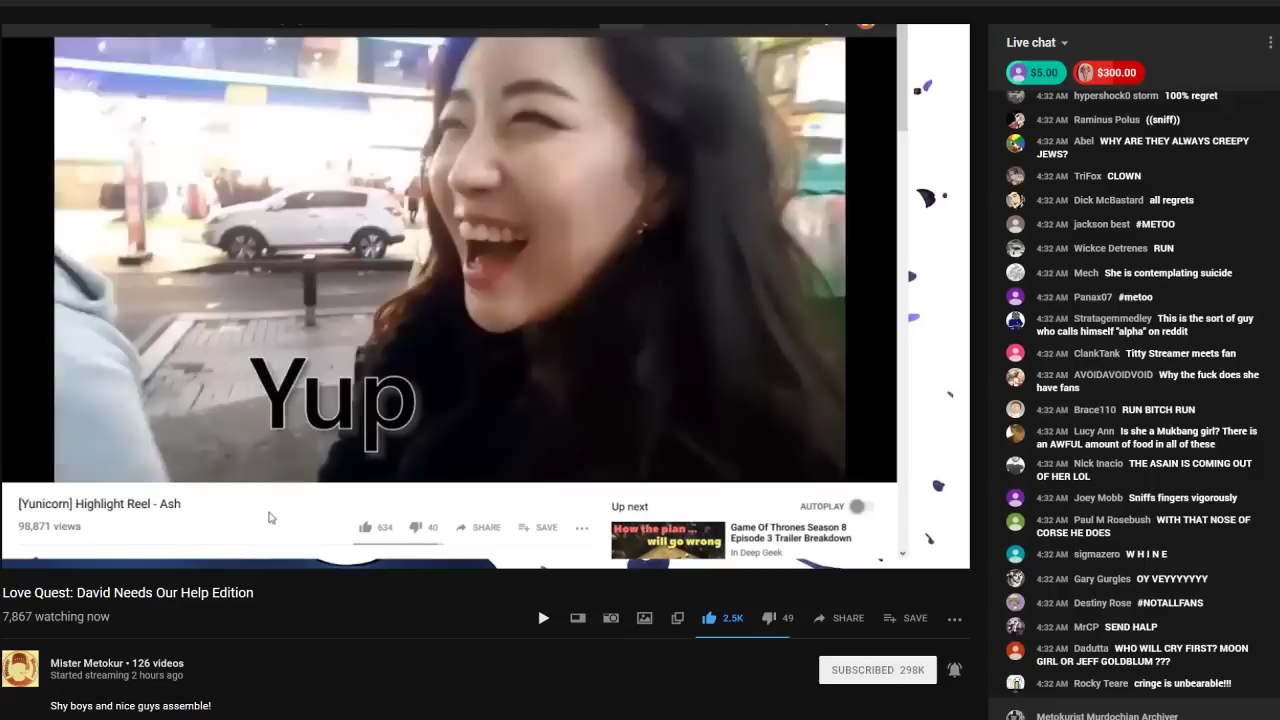 Yup
[Yunicorn] Highlight Reel - Ash
98,871 views
634
40
SHARE
SAVE
Up next
AUTOPLAY
How the plan ...
will go wrong
Game Of Thrones Season 8
Episode 3 Trailer Breakdown
In Deep Geek
Love Quest: David Needs Our Help Edition
7,867 watching now
2.5K
49
SHARE
SAVE
Mister Metokur • 126 videos
Started streaming 2 hours ago
SUBSCRIBED 298K
Shy boys and nice guys assemble!
Live chat
$5.00
$300.00
4:32 AM hypershock0 storm 100% regret
4:32 AM Raminus Polus ((sniff))
4:32 AM Abel WHY ARE THEY ALWAYS CREEPY
JEWS?
4:32 AM TriFox CLOWN
4:32 AM Dick McBastard all regrets
4:32 AM jackson best #METOO
4:32 AM Wickce Detrenes RUN
4:32 AM Mech She is contemplating suicide
4:32 AM Panax07 #metoo
4:32 AM Stratagemmedley This is the sort of guy
who calls himself "alpha" on reddit
4:32 AM ClankTank Titty Streamer meets fan
4:32 AM AVOIDAVOIDVOID Why the fuck does she
have fans
4:32 AM Brace110 RUN BITCH RUN
4:32 AM Lucy Ann Is she a Mukbang girl? There is
an AWFUL amount of food in all of these
4:32 AM Nick Inacio THE ASAIN IS COMING OUT
OF HER LOL
4:32 AM Joey Mobb Sniffs fingers vigorously
4:32 AM Paul M Rosebush WITH THAT NOSE OF
CORSE HE DOES
4:32 AM sigmazero W H I N E
4:32 AM Gary Gurgles OY VEYYYYYY
4:32 AM Destiny Rose #NOTALLFANS
4:32 AM MrCP SEND HALP
4:32 AM Dadutta WHO WILL CRY FIRST? MOON
GIRL OR JEFF GOLDBLUM ???
4:32 AM Rocky Teare cringe is unbearable!!!
Metokurist Murdochian Archiver